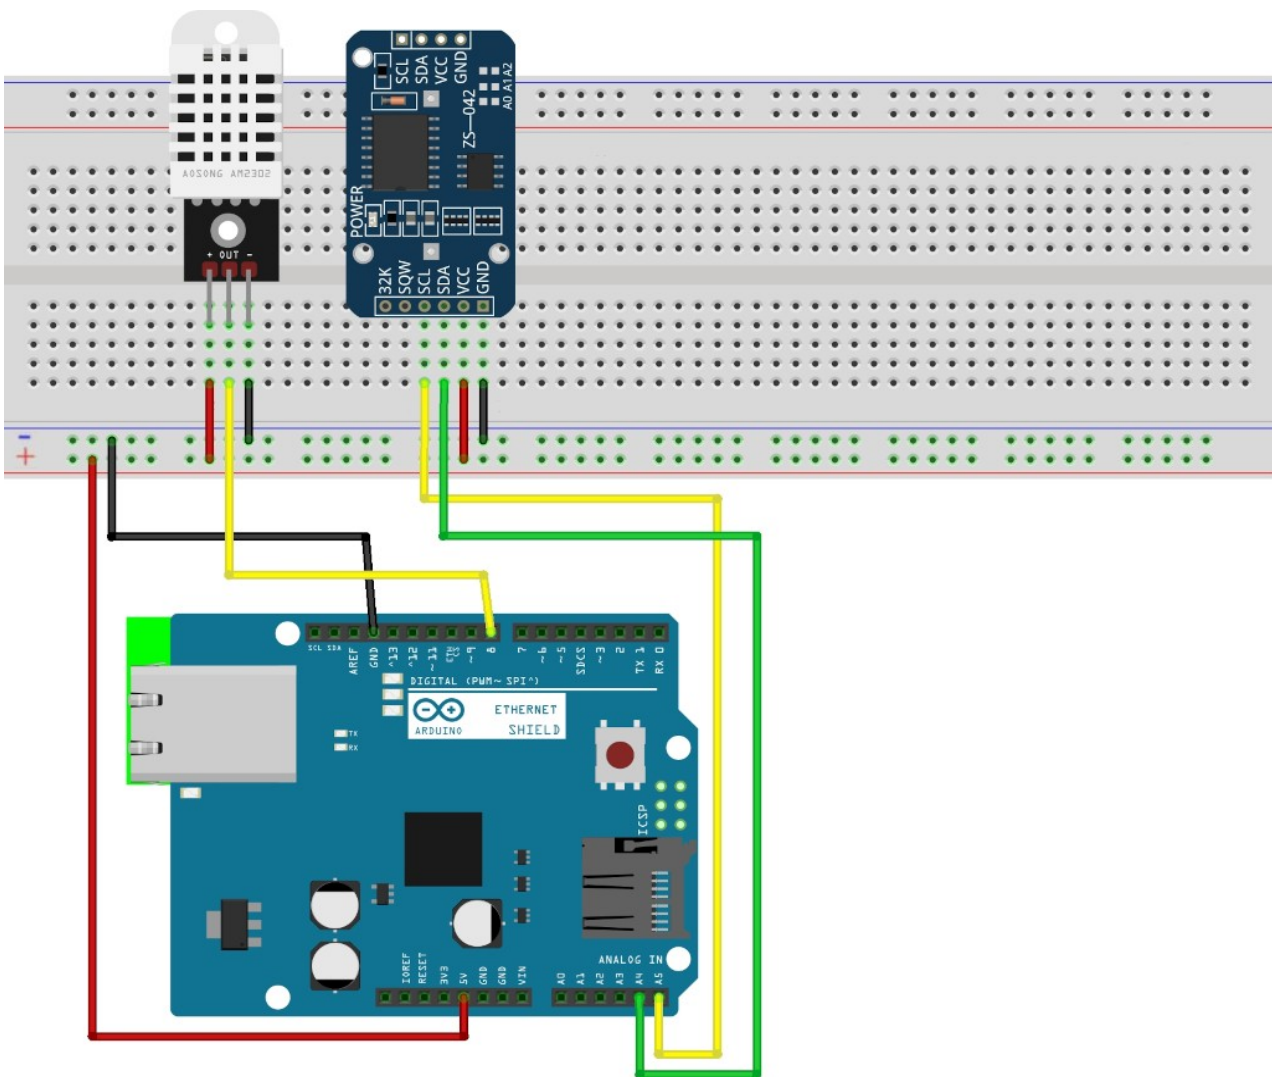 SCL SDA VCC GND
A0 A1 A2
ZS-042
AOSONG AM2302
POWER
+ OUT -
32K SQW SCL SDA VCC GND
-
+
SCL SDA AREF GND ^13 ^12 ~11 ETH CS ~9 8 7 ~6 ~5 SDCS ~3 2 TX 1 RX 0
DIGITAL (PWM~ SPI^)
ETHERNET
SHIELD
ARDUINO
TX
RX
ICSP
ANALOG IN
IOREF RESET 3V3 5V GND GND VIN A0 A1 A2 A3 A4 A5